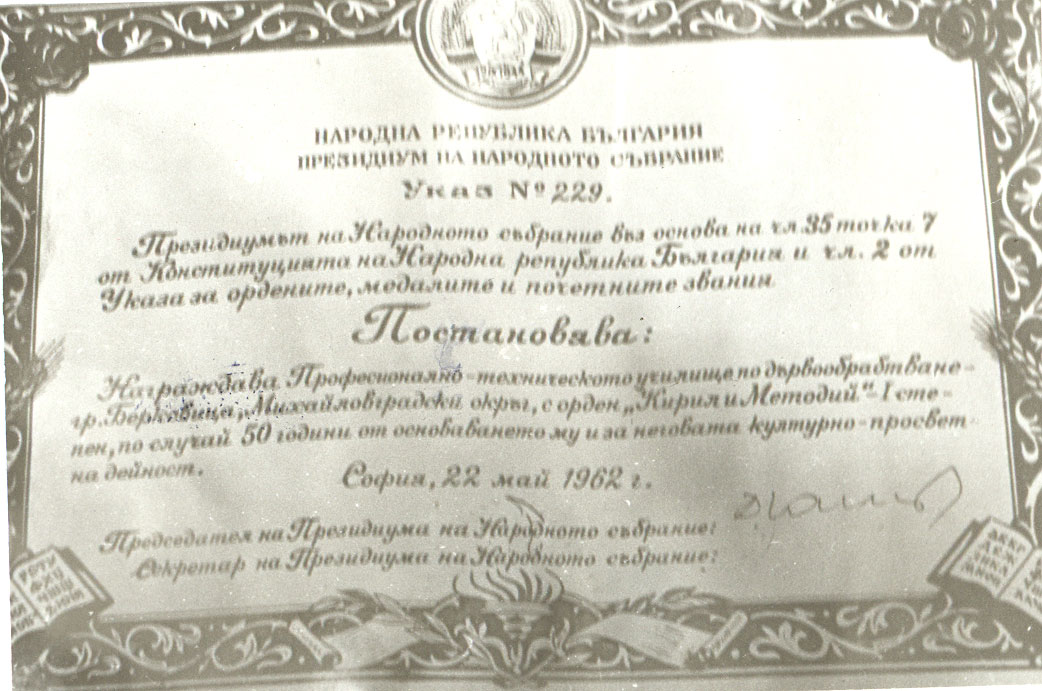 НАРОДНА РЕПУБЛИКА БЪЛГАРИЯ
ПРЕЗИДИУМ НА НАРОДНОТО СЪБРАНИЕ
Указ № 229.
Президиумът на Народното събрание въз основа на чл. 35 точка 7
от Конституцията на Народна република България и чл. 2 от
Указа за ордените, медалите и почетните звания
Постановява:
Награждава Професионално-техническото училище по дървообработване-
гр. Берковица, Михайловградски окръг, с орден „Кирил и Методий"-I сте-
пен, по случай 50 години от основаването му и за неговата културно-просвет-
на дейност.
София, 22 май 1962 г.
Председател на Президиума на Народното събрание:
Секретар на Президиума на Народното събрание: